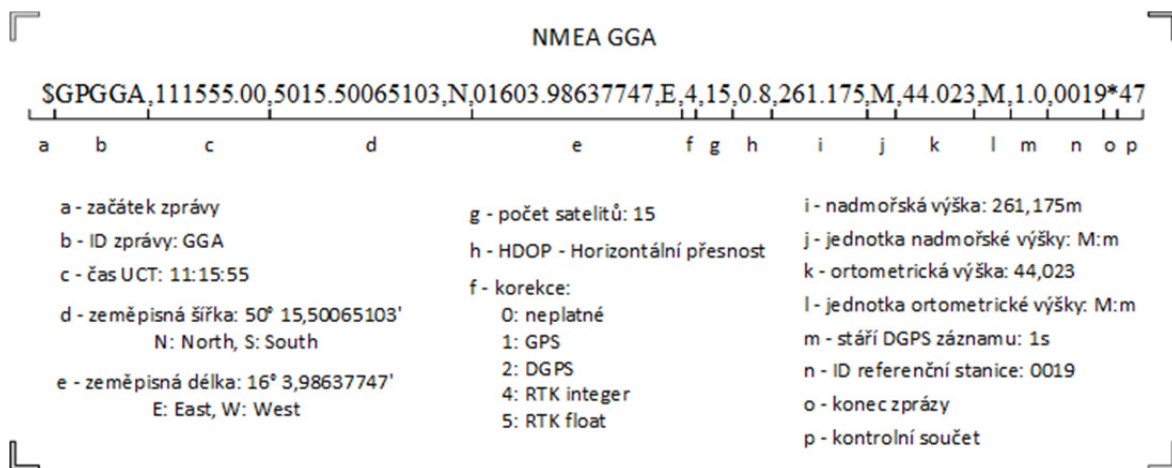 NMEA GGA
$GPGGA,111555.00,5015.50065103,N,01603.98637747,E,4,15,0.8,261.175,M,44.023,M,1.0,0019*47
a b c d e f g h i j k l m n o p
a - začátek zprávy
b - ID zprávy: GGA
c - čas UCT: 11:15:55
d - zeměpisná šířka: 50° 15,50065103'
N: North, S: South
e - zeměpisná délka: 16° 3,98637747'
E: East, W: West
g - počet satelitů: 15
h - HDOP - Horizontální přesnost
f - korekce:
0: neplatné
1: GPS
2: DGPS
4: RTK integer
5: RTK float
i - nadmořská výška: 261,175m
j - jednotka nadmořské výšky: M:m
k - ortometrická výška: 44,023
l - jednotka ortometrické výšky: M:m
m - stáří DGPS záznamu: 1s
n - ID referenční stanice: 0019
o - konec zprázy
p - kontrolní součet